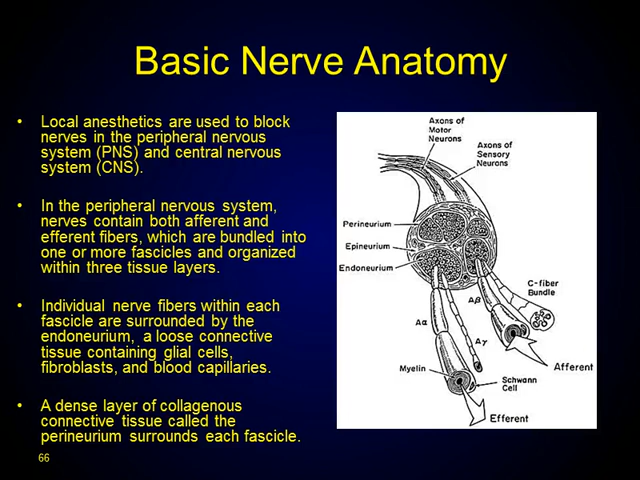 Basic Nerve Anatomy
• Local anesthetics are used to block
nerves in the peripheral nervous
system (PNS) and central nervous
system (CNS).
• In the peripheral nervous system,
nerves contain both afferent and
efferent fibers, which are bundled into
one or more fascicles and organized
within three tissue layers.
• Individual nerve fibers within each
fascicle are surrounded by the
endoneurium, a loose connective
tissue containing glial cells,
fibroblasts, and blood capillaries.
• A dense layer of collagenous
connective tissue called the
perineurium surrounds each fascicle.
66
Axons of
Motor
Neurons
Axons of
Sensory
Neurons
Perineurium
Epineurium
Endoneurium
C-fiber
Bundle
Aβ
Aα
Aγ
Afferent
Myelin
Schwann
Cell
Efferent